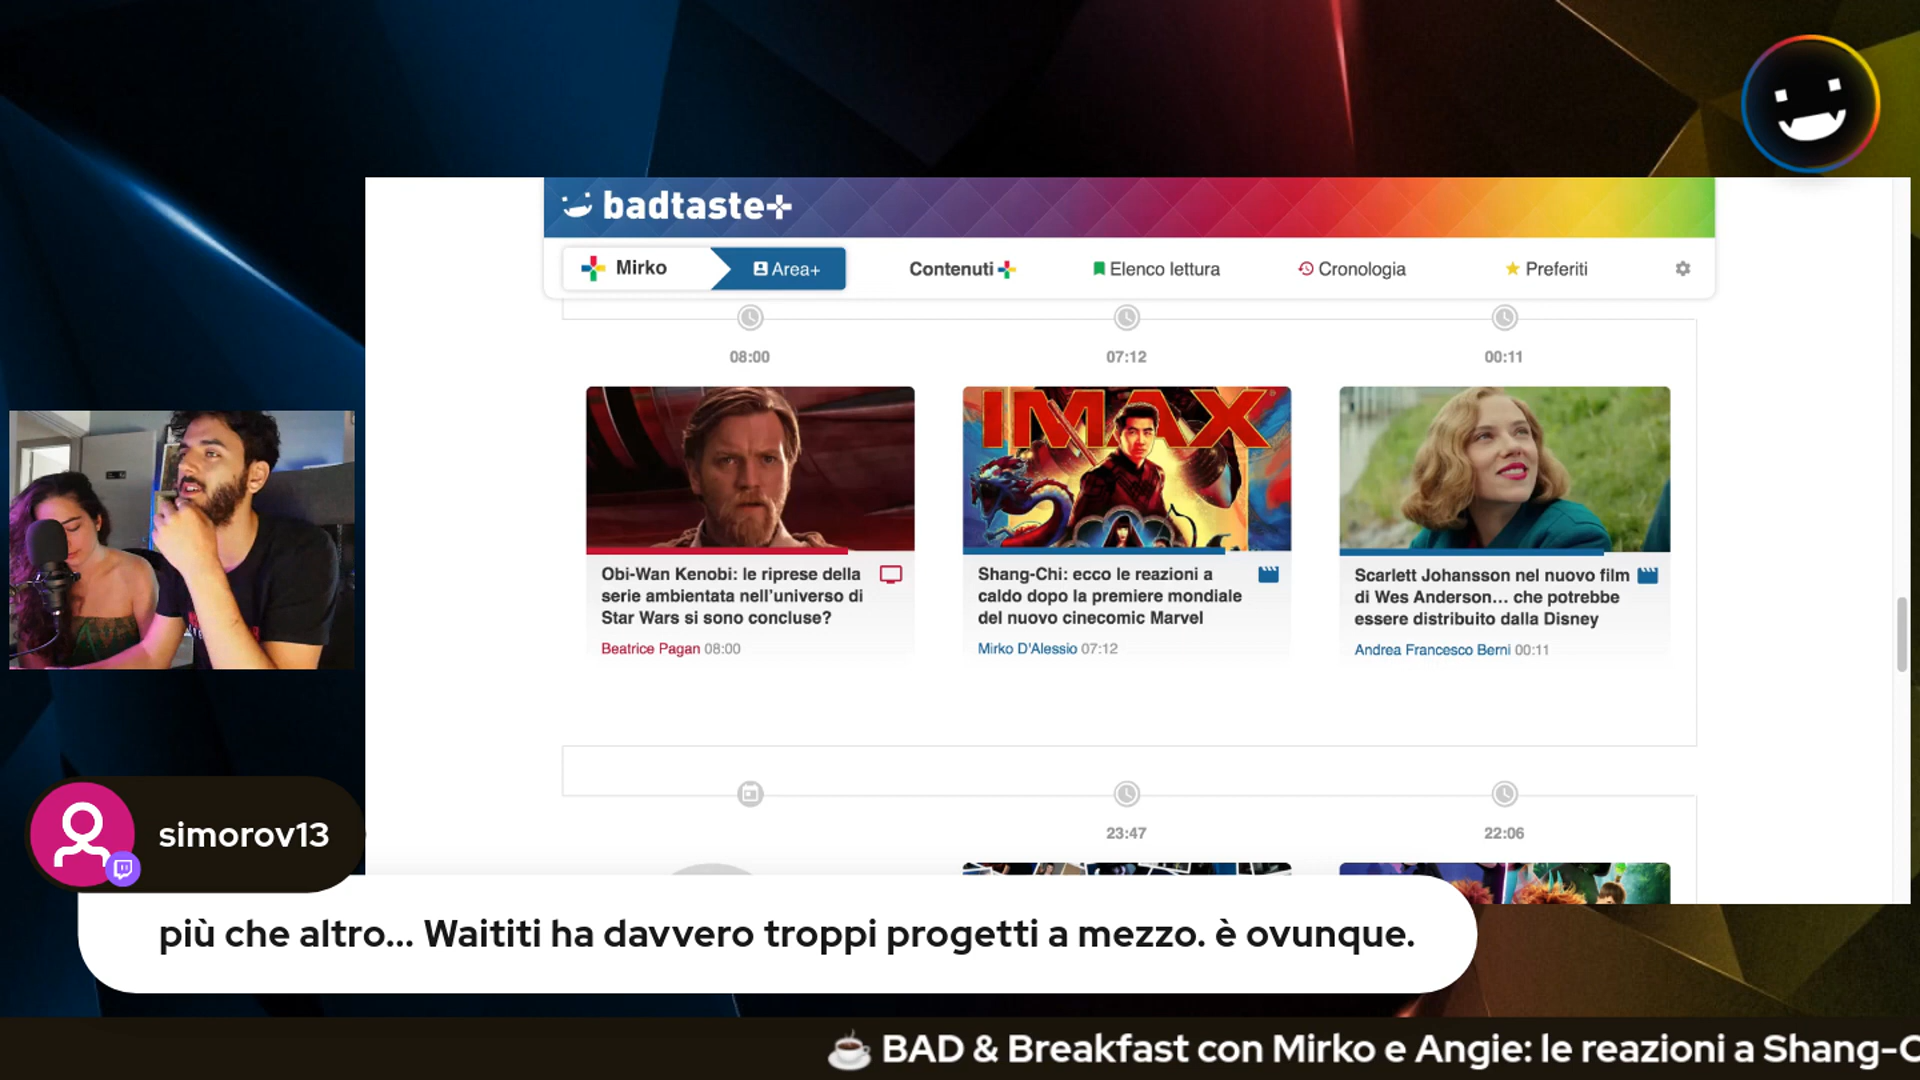 badtaste+
Mirko
Area+
Contenuti
Elenco lettura
Cronologia
Preferiti
08:00
07:12
00:11
IMAX
Obi-Wan Kenobi: le riprese della
serie ambientata nell'universo di
Star Wars si sono concluse?
Beatrice Pagan 08:00
Shang-Chi: ecco le reazioni a
caldo dopo la premiere mondiale
del nuovo cinecomic Marvel
Mirko D'Alessio 07:12
Scarlett Johansson nel nuovo film
di Wes Anderson... che potrebbe
essere distribuito dalla Disney
Andrea Francesco Berni 00:11
23:47
22:06
simorov13
più che altro... Waititi ha davvero troppi progetti a mezzo. è ovunque.
BAD & Breakfast con Mirko e Angie: le reazioni a Shang-C